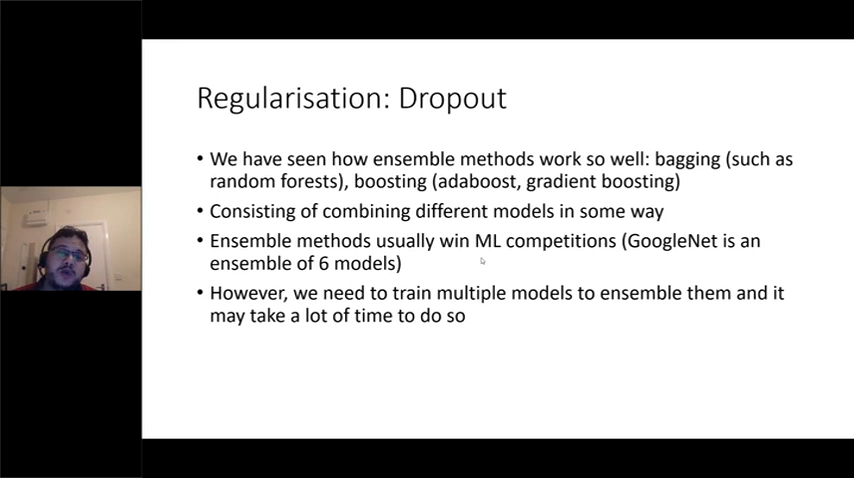 Regularisation: Dropout
• We have seen how ensemble methods work so well: bagging (such as
random forests), boosting (adaboost, gradient boosting)
• Consisting of combining different models in some way
• Ensemble methods usually win ML competitions (GoogleNet is an
ensemble of 6 models)
• However, we need to train multiple models to ensemble them and it
may take a lot of time to do so